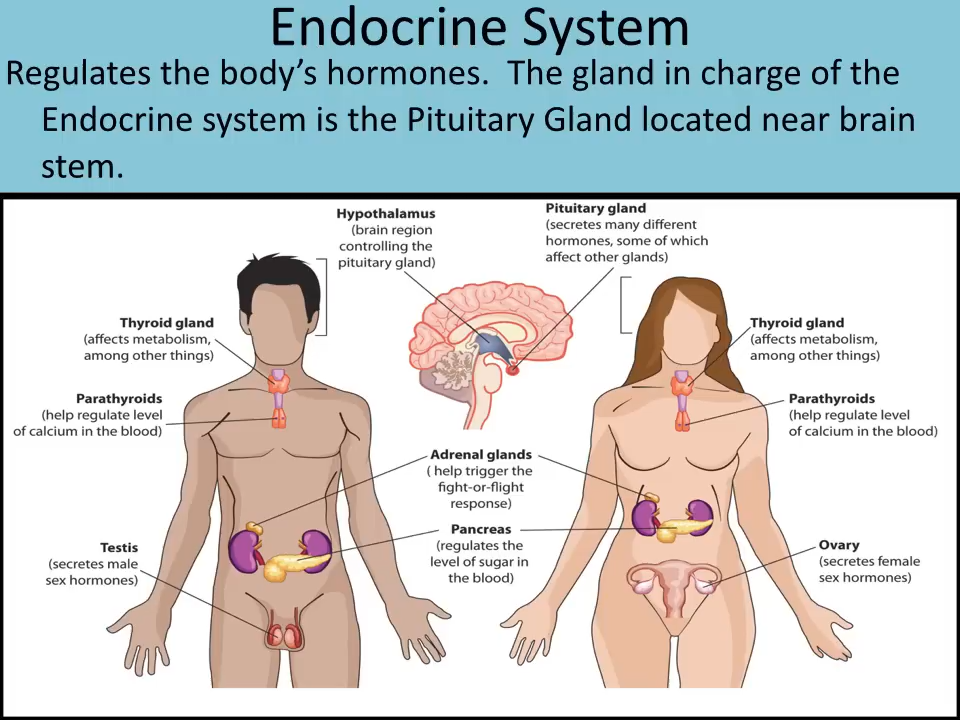 Endocrine System
Regulates the body’s hormones.  The gland in charge of the
Endocrine system is the Pituitary Gland located near brain
stem.
Hypothalamus
(brain region
controlling the
pituitary gland)
Pituitary gland
(secretes many different
hormones, some of which
affect other glands)
Thyroid gland
(affects metabolism,
among other things)
Thyroid gland
(affects metabolism,
among other things)
Parathyroids
(help regulate level
of calcium in the blood)
Parathyroids
(help regulate level
of calcium in the blood)
Adrenal glands
( help trigger the
fight-or-flight
response)
Pancreas
(regulates the
level of sugar in
the blood)
Testis
(secretes male
sex hormones)
Ovary
(secretes female
sex hormones)